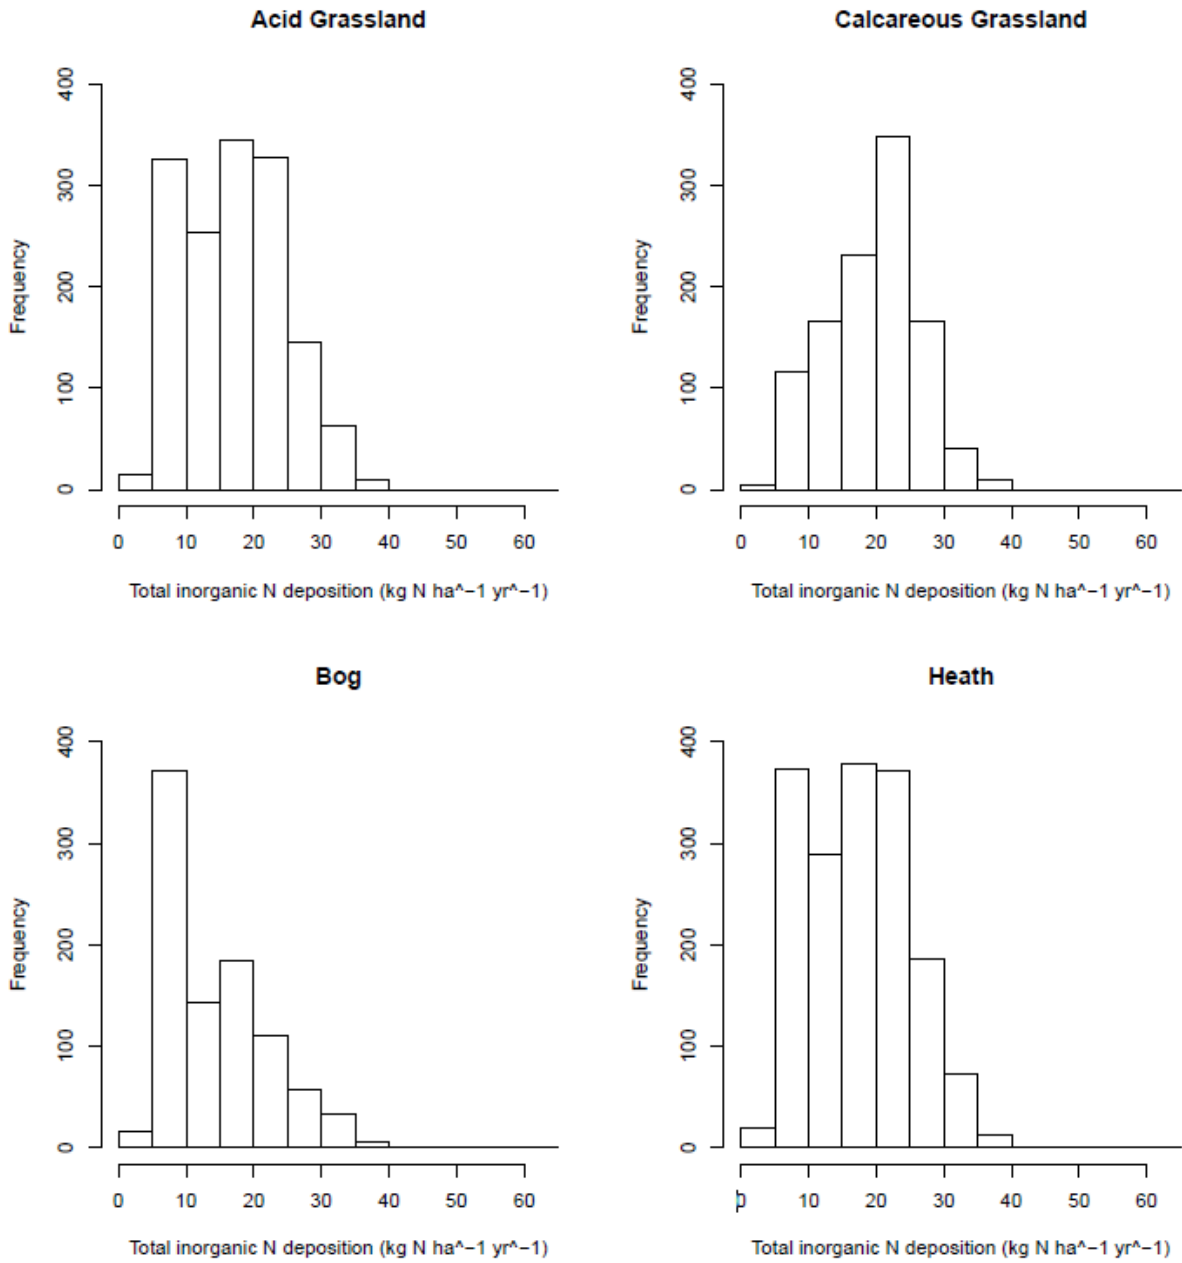 Acid Grassland
Frequency
400
300
200
100
0
0 10 20 30 40 50 60
Total inorganic N deposition (kg N ha^−1 yr^−1)
Calcareous Grassland
Frequency
400
300
200
100
0
0 10 20 30 40 50 60
Total inorganic N deposition (kg N ha^−1 yr^−1)
Bog
Frequency
400
300
200
100
0
0 10 20 30 40 50 60
Total inorganic N deposition (kg N ha^−1 yr^−1)
Heath
Frequency
400
300
200
100
0
0 10 20 30 40 50 60
Total inorganic N deposition (kg N ha^−1 yr^−1)